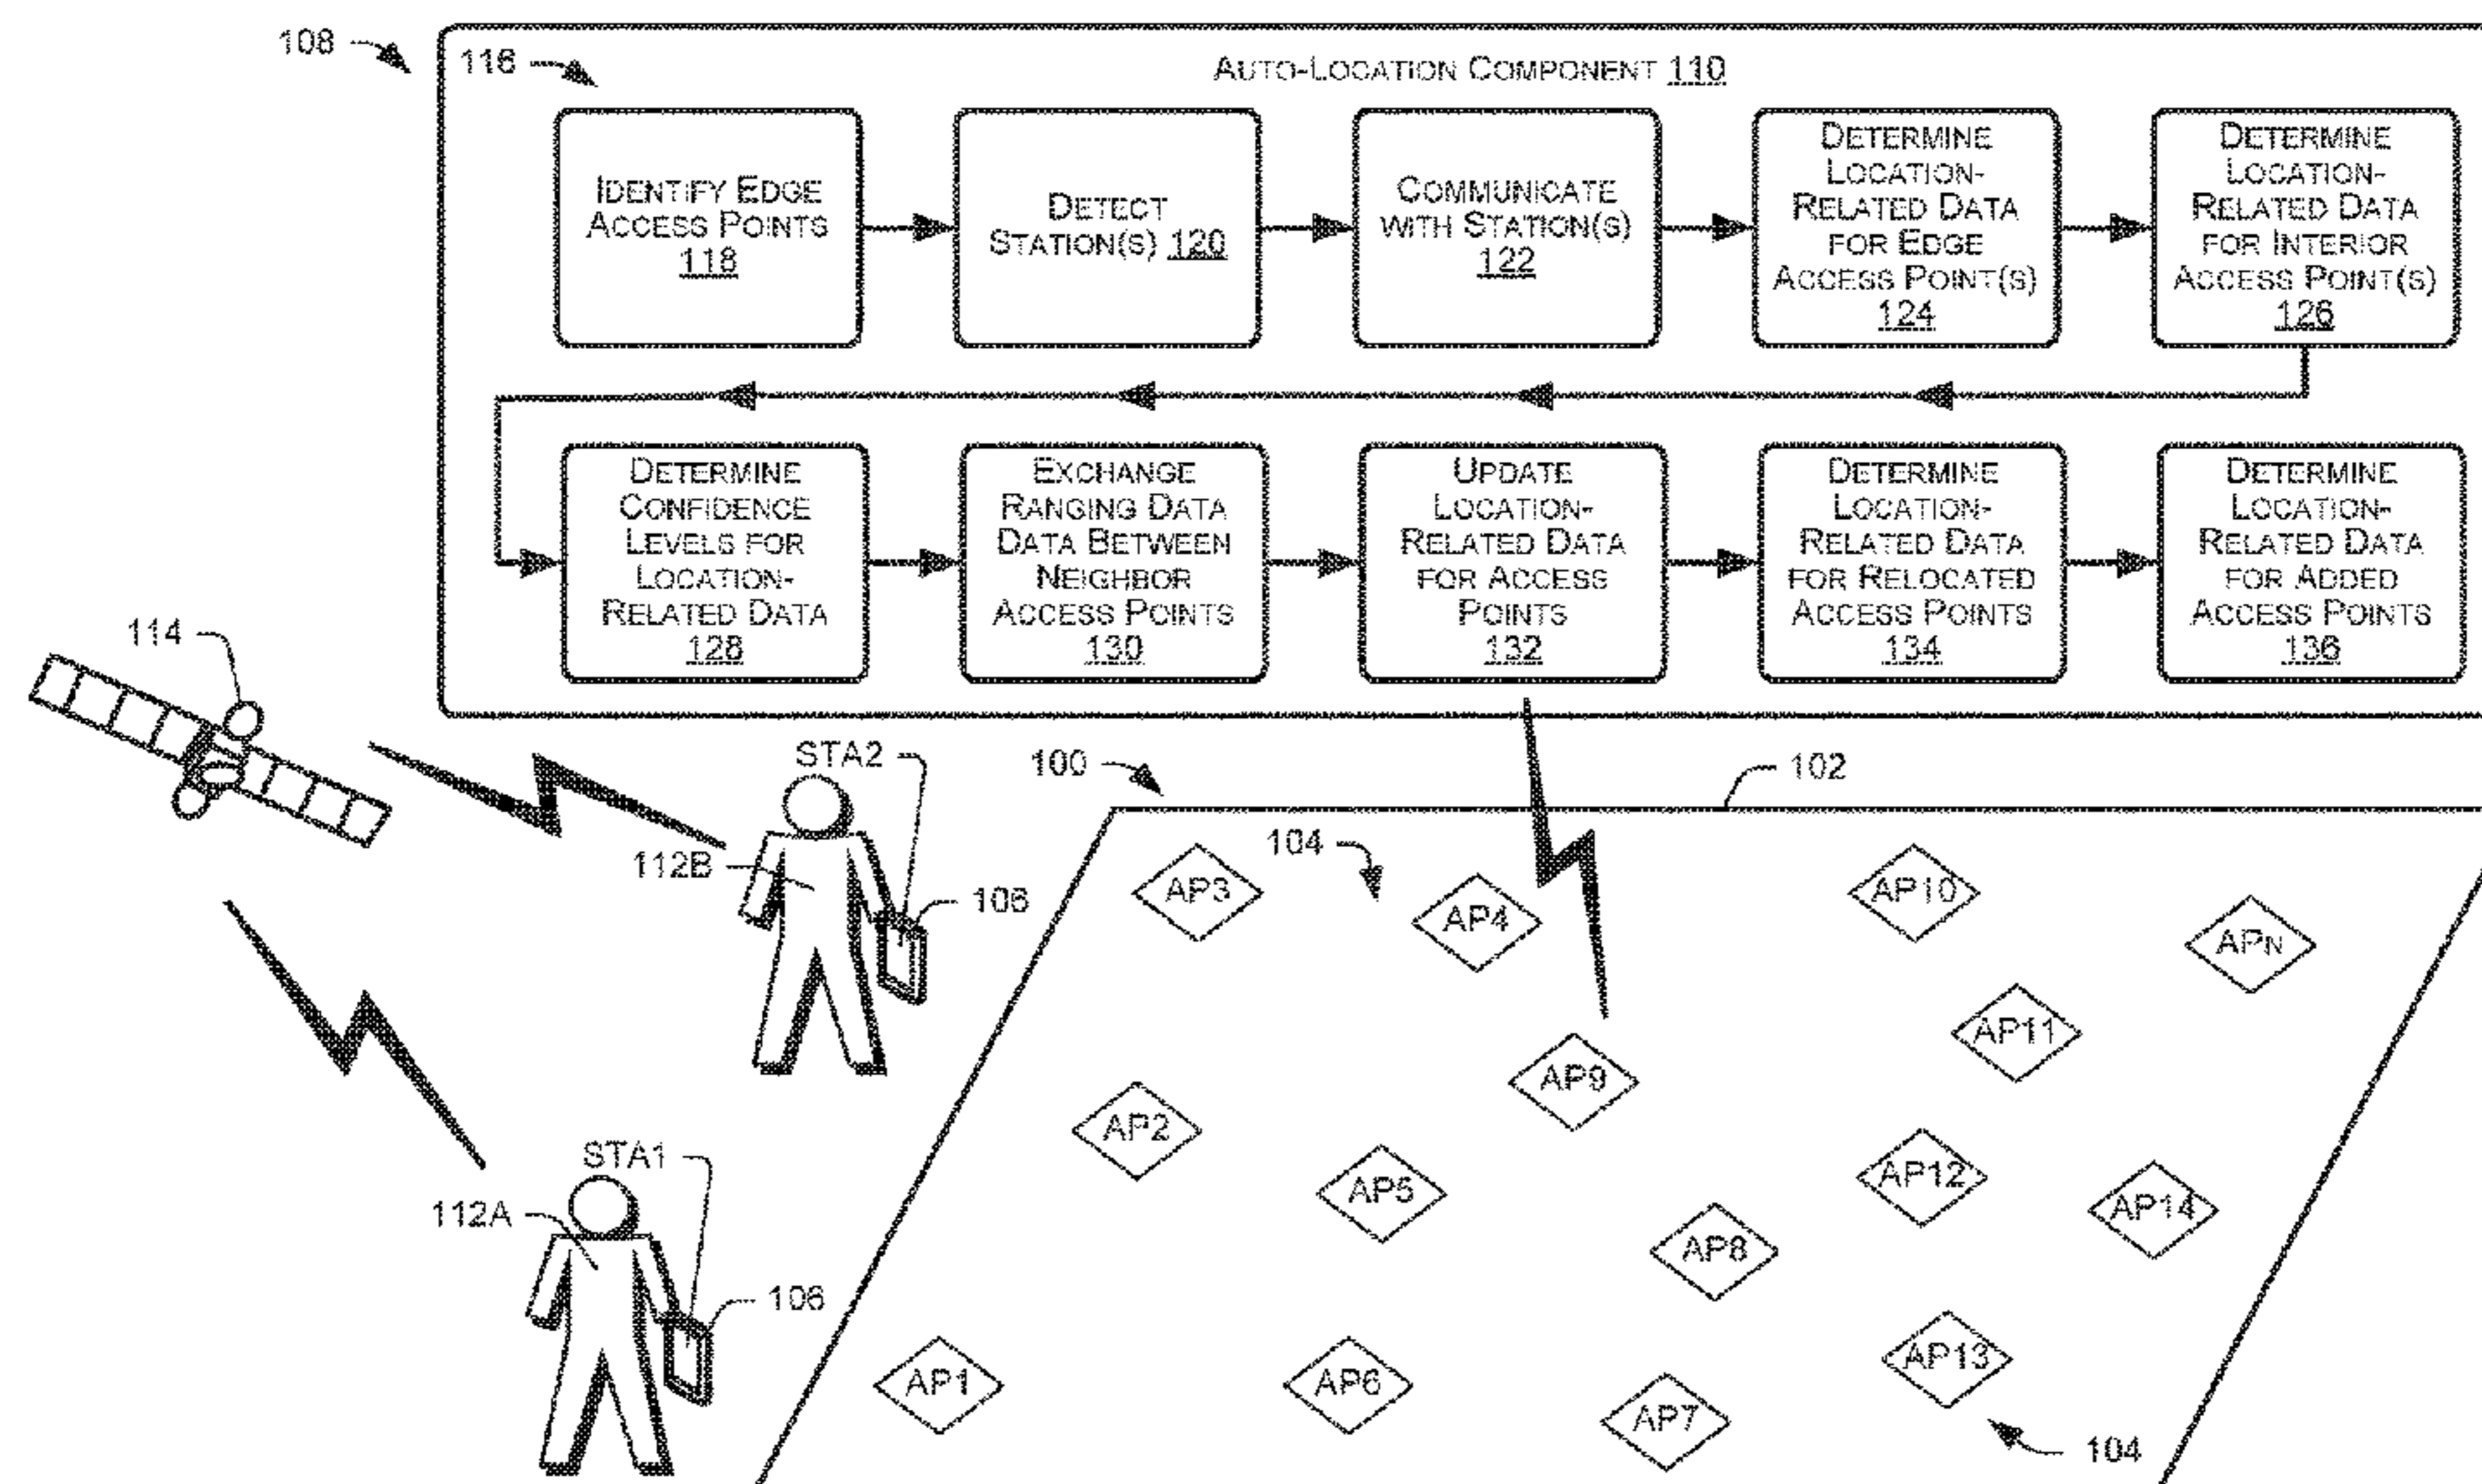 108
116
AUTO-LOCATION COMPONENT 110
IDENTIFY EDGE
ACCESS POINTS
118
DETECT
STATION(S) 120
COMMUNICATE
WITH STATION(S)
122
DETERMINE
LOCATION-
RELATED DATA
FOR EDGE
ACCESS POINT(S)
124
DETERMINE
LOCATION-
RELATED DATA
FOR INTERIOR
ACCESS POINT(S)
126
DETERMINE
CONFIDENCE
LEVELS FOR
LOCATION-
RELATED DATA
128
EXCHANGE
RANGING DATA
DATA BETWEEN
NEIGHBOR
ACCESS POINTS
130
UPDATE
LOCATION-
RELATED DATA
FOR ACCESS
POINTS
132
DETERMINE
LOCATION-
RELATED DATA
FOR RELOCATED
ACCESS POINTS
134
DETERMINE
LOCATION-
RELATED DATA
FOR ADDED
ACCESS POINTS
136
114
STA2
100
102
112B
106
104
AP3
AP4
AP10
APN
AP11
AP9
AP2
STA1
AP5
AP12
AP14
112A
AP8
106
AP1
AP6
AP13
AP7
104